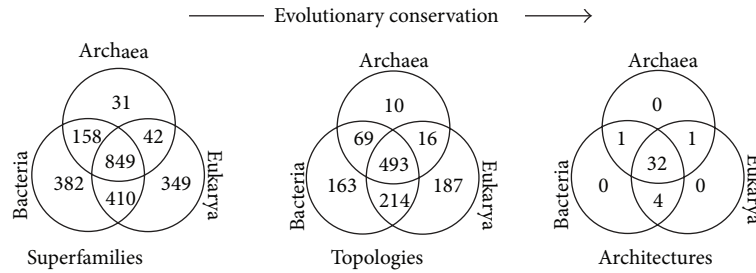 Evolutionary conservation
Archaea
31
158
42
849
382
349
410
Bacteria
Eukarya
Superfamilies
Archaea
10
69
16
493
163
187
214
Bacteria
Eukarya
Topologies
Archaea
0
1
1
32
0
0
4
Bacteria
Eukarya
Architectures